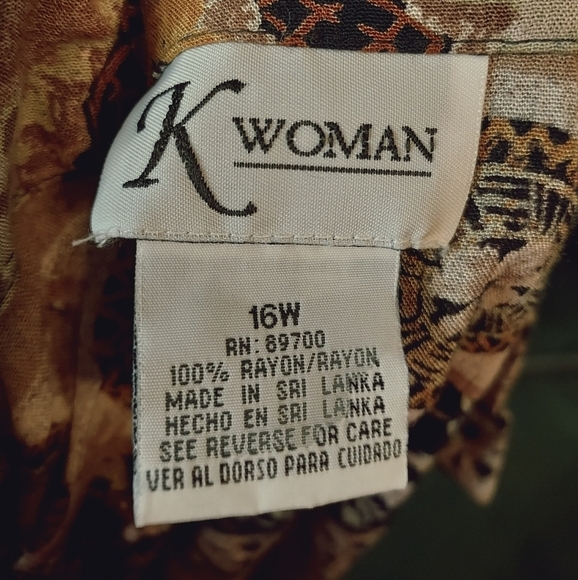 K WOMAN
16W
RN: 89700
100% RAYON/RAYON
MADE IN SRI LANKA
HECHO EN SRI LANKA
SEE REVERSE FOR CARE
VER AL DORSO PARA CUIDADO